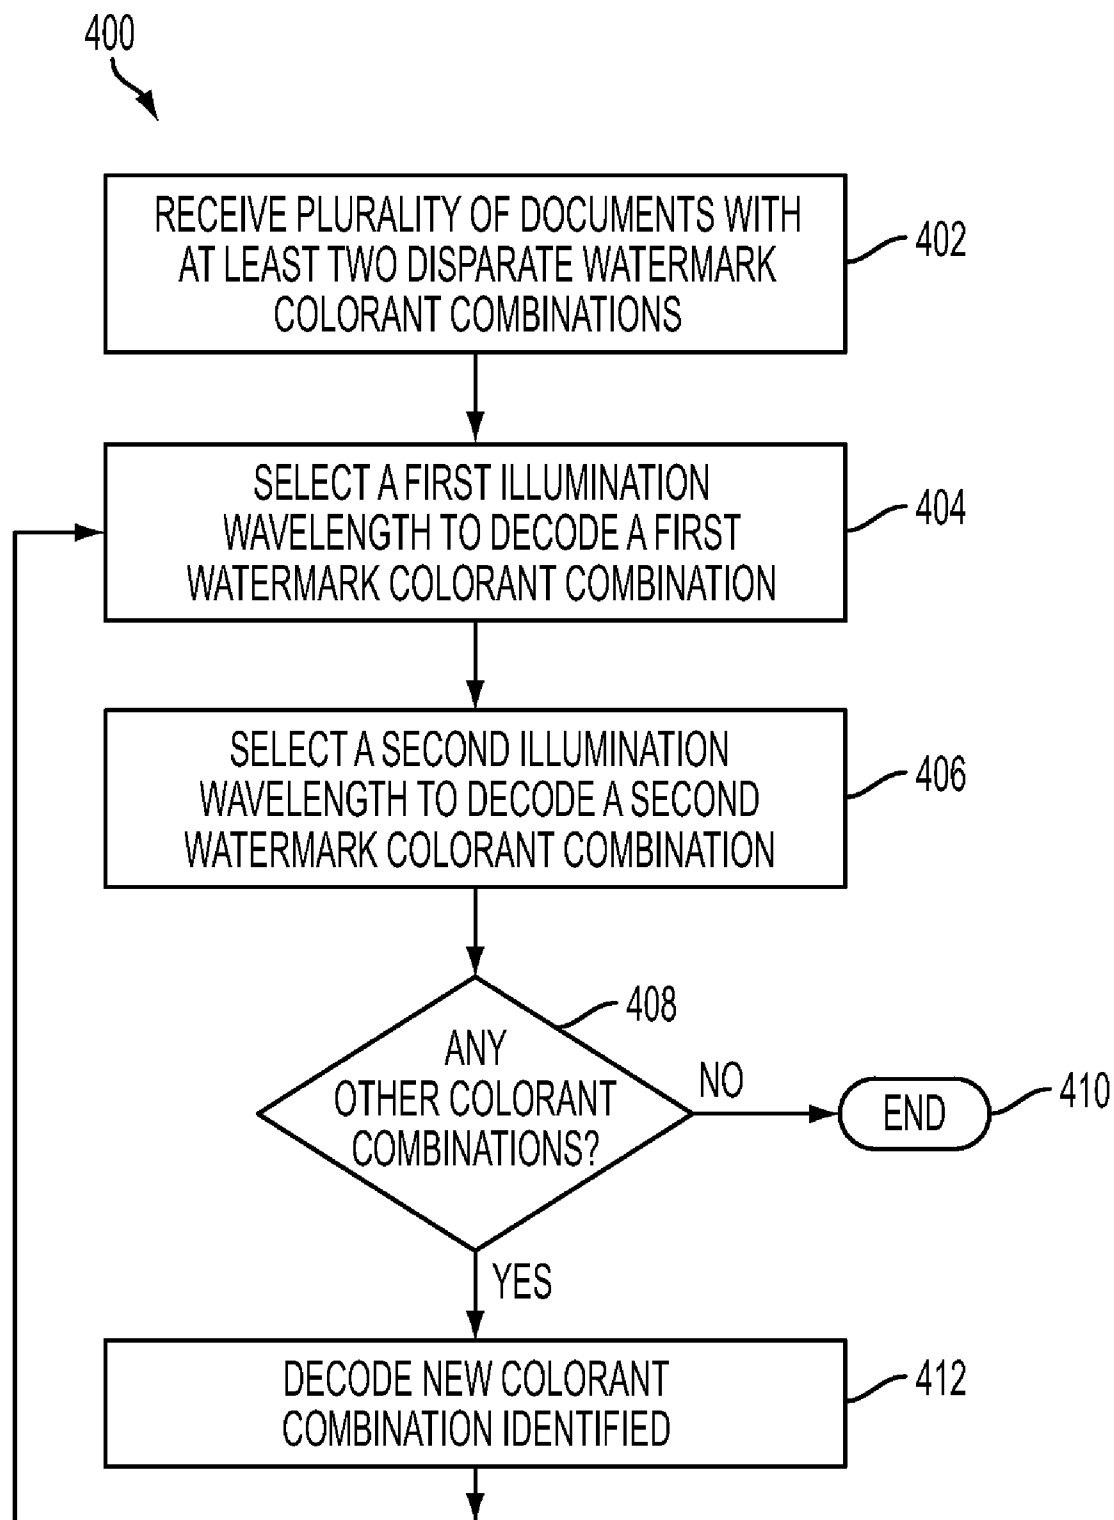 400
RECEIVE PLURALITY OF DOCUMENTS WITH
AT LEAST TWO DISPARATE WATERMARK
COLORANT COMBINATIONS
402
SELECT A FIRST ILLUMINATION
WAVELENGTH TO DECODE A FIRST
WATERMARK COLORANT COMBINATION
404
SELECT A SECOND ILLUMINATION
WAVELENGTH TO DECODE A SECOND
WATERMARK COLORANT COMBINATION
406
408
ANY
OTHER COLORANT
COMBINATIONS?
NO
END
410
YES
DECODE NEW COLORANT
COMBINATION IDENTIFIED
412